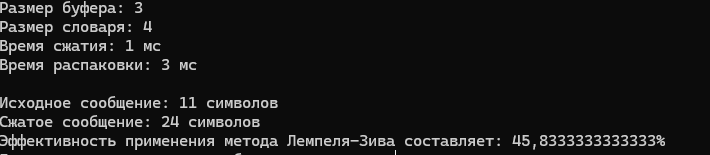 Размер буфера: 3
Размер словаря: 4
Время сжатия: 1 мс
Время распаковки: 3 мс
Исходное сообщение: 11 символов
Сжатое сообщение: 24 символов
Эффективность применения метода Лемпеля-Зива составляет: 45,8333333333333%